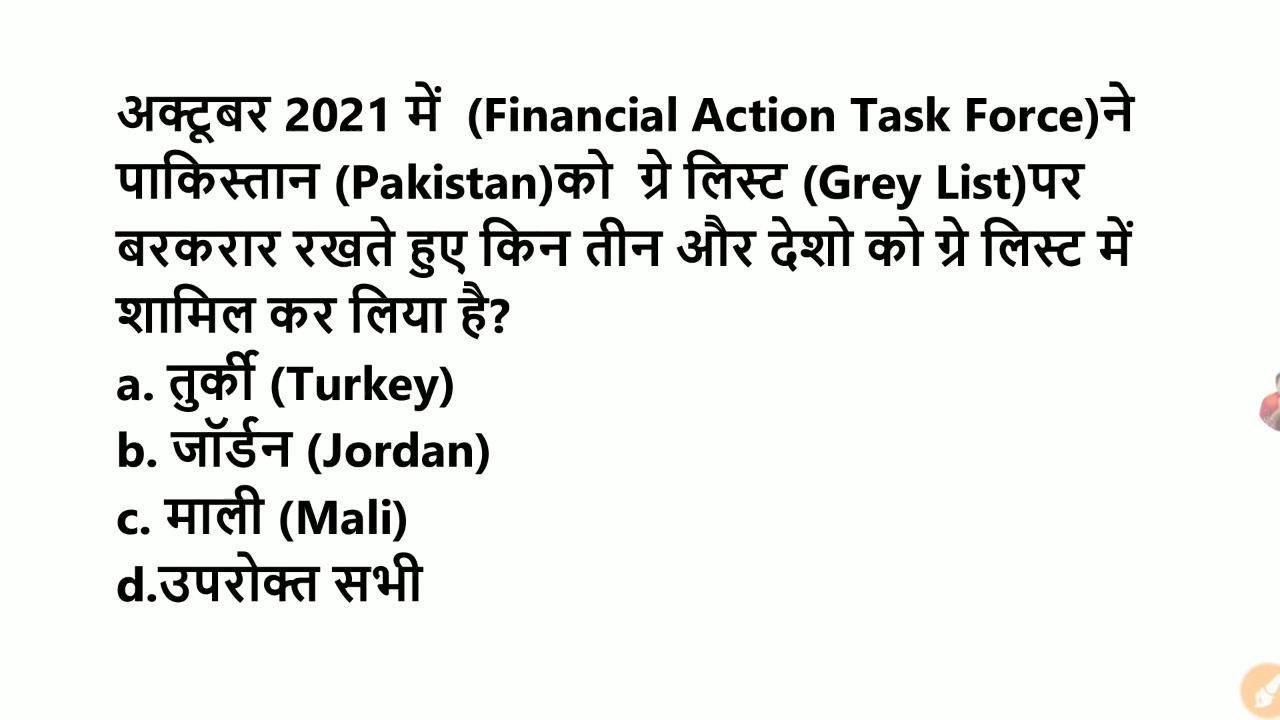 अक्टूबर 2021 में (Financial Action Task Force)ने
पाकिस्तान (Pakistan)को ग्रे लिस्ट (Grey List)पर
बरकरार रखते हुए किन तीन और देशो को ग्रे लिस्ट में
शामिल कर लिया है?
a. तुर्की (Turkey)
b. जॉर्डन (Jordan)
c. माली (Mali)
d.उपरोक्त सभी